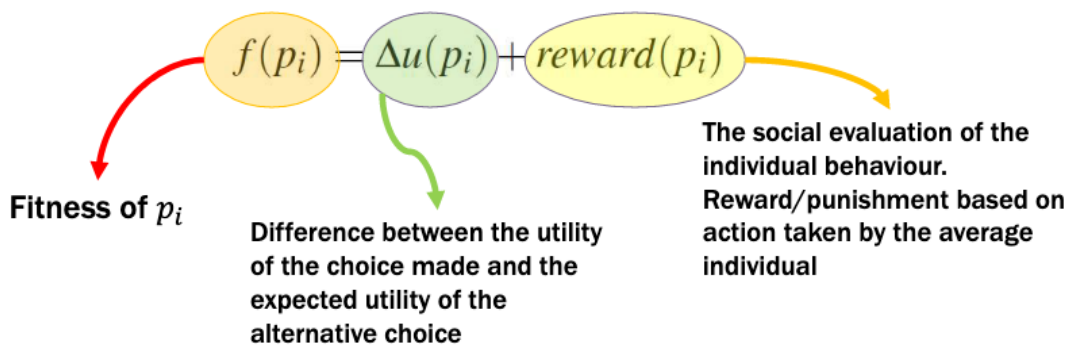 f(p_i) = Δu(p_i) + reward(p_i)
Fitness of p_i
Difference between the utility
of the choice made and the
expected utility of the
alternative choice
The social evaluation of the
individual behaviour.
Reward/punishment based on
action taken by the average
individual